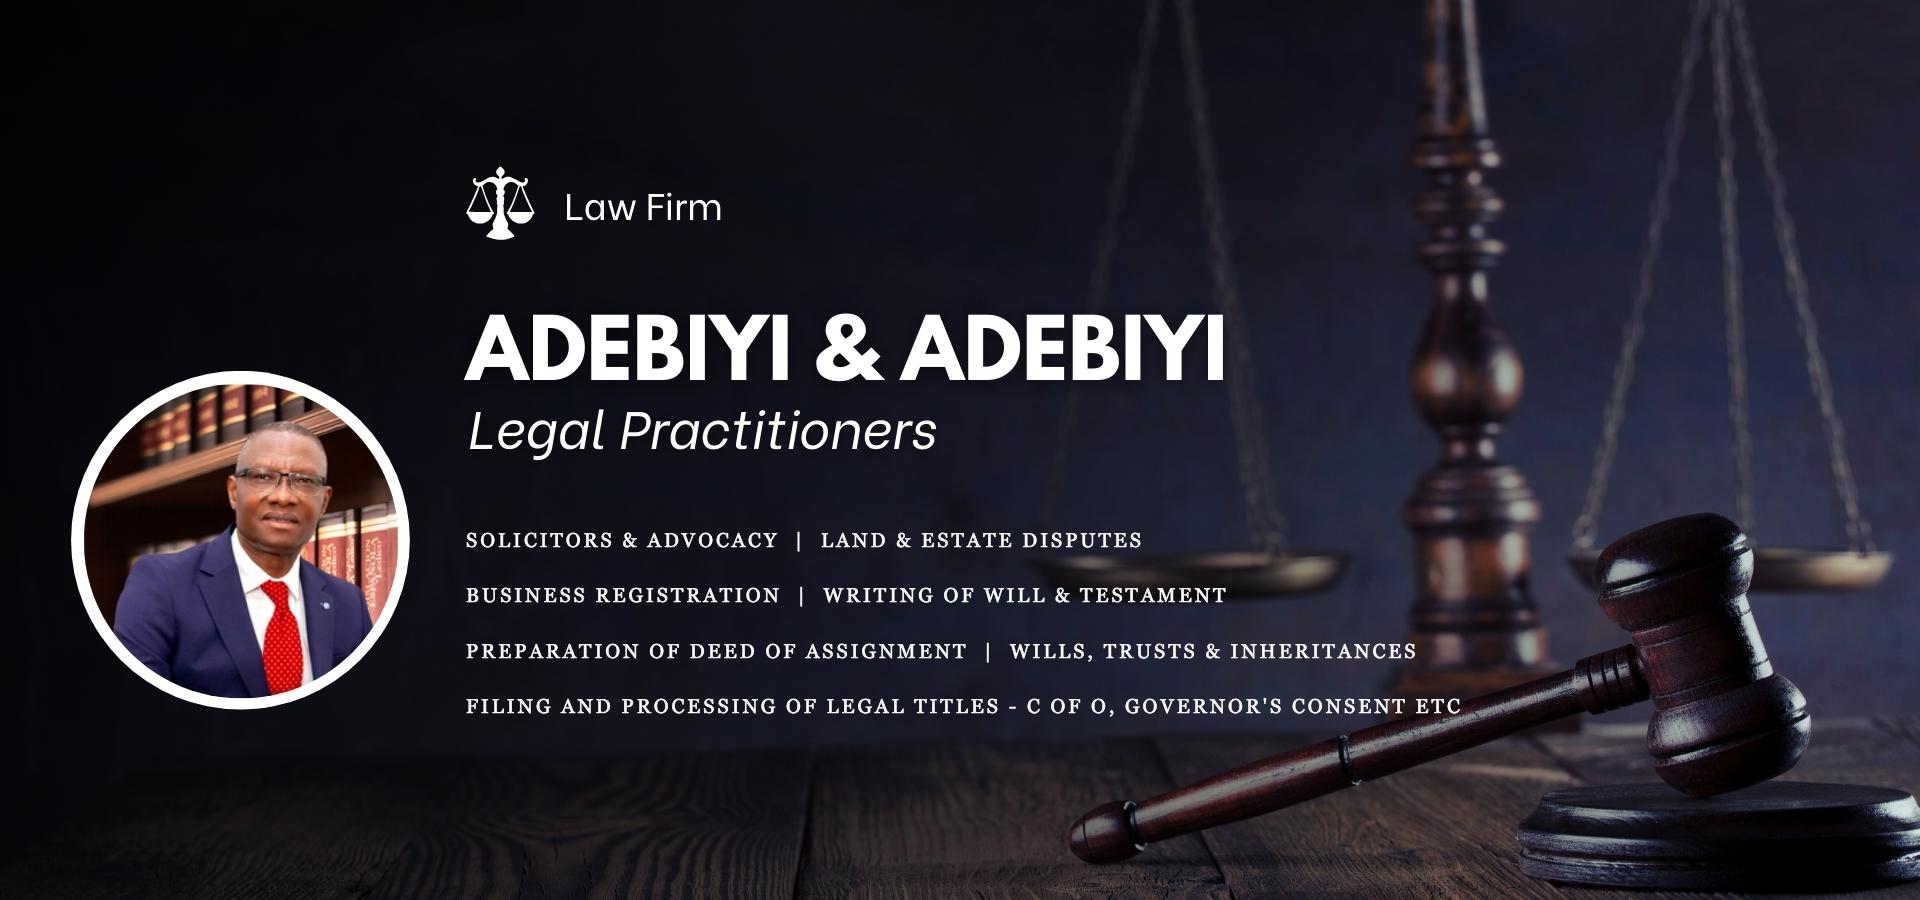 Law Firm
ADEBIYI & ADEBIYI
Legal Practitioners
SOLICITORS & ADVOCACY | LAND & ESTATE DISPUTES
BUSINESS REGISTRATION | WRITING OF WILL & TESTAMENT
PREPARATION OF DEED OF ASSIGNMENT | WILLS, TRUSTS & INHERITANCES
FILING AND PROCESSING OF LEGAL TITLES - C OF O, GOVERNOR'S CONSENT ETC